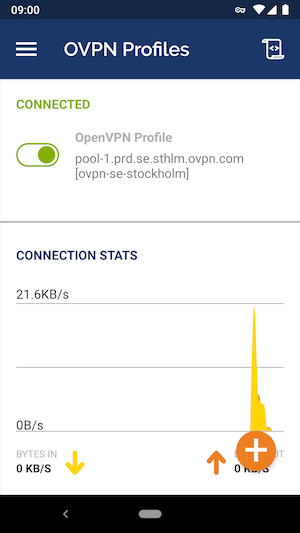 09:00
OVPN Profiles
CONNECTED
OpenVPN Profile
pool-1.prd.se.sthlm.ovpn.com
[ovpn-se-stockholm]
CONNECTION STATS
21.6KB/s
0B/s
BYTES IN
0 KB/S
0 KB/S